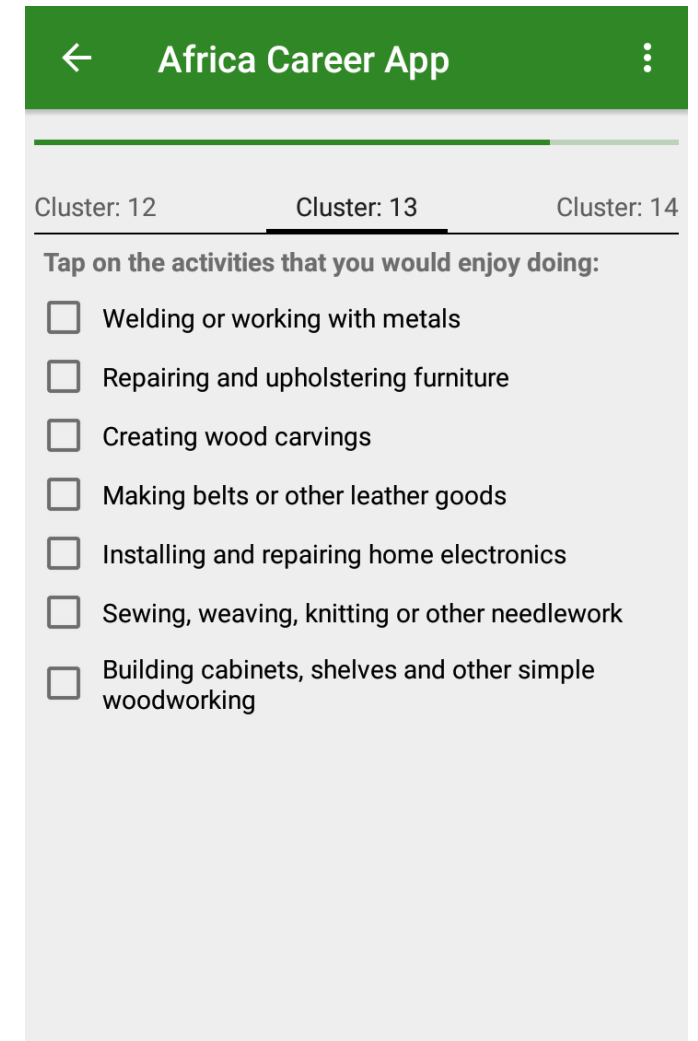 Africa Career App
Cluster: 12
Cluster: 13
Cluster: 14
Tap on the activities that you would enjoy doing:
Welding or working with metals
Repairing and upholstering furniture
Creating wood carvings
Making belts or other leather goods
Installing and repairing home electronics
Sewing, weaving, knitting or other needlework
Building cabinets, shelves and other simple
woodworking